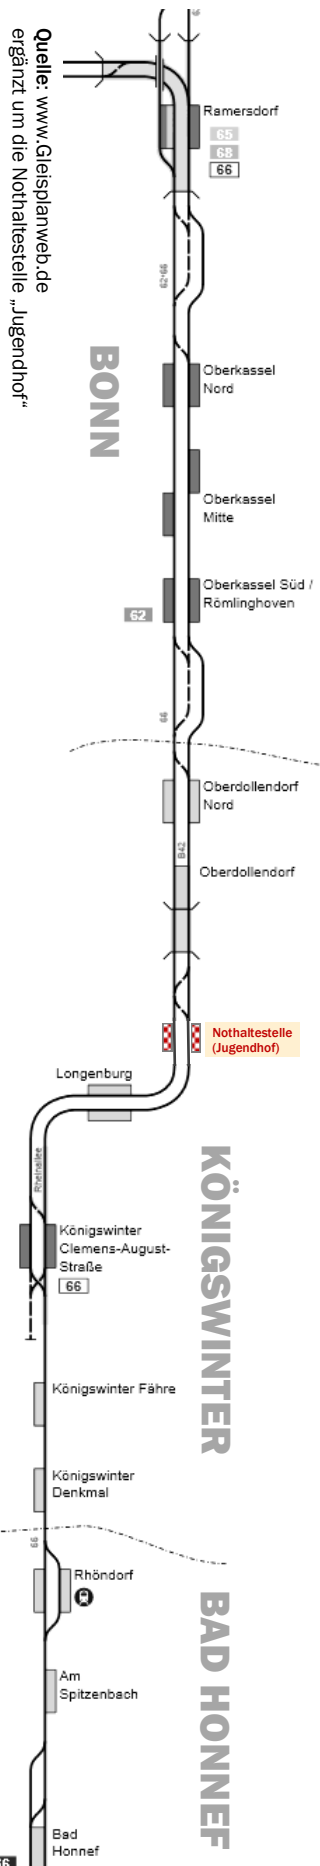 Quelle: www.Gleisplanweb.de
ergänzt um die Nothaltestelle „Jugendhof“
Ramersdorf
65
68
66
62+66
BONN
Oberkassel
Nord
Oberkassel
Mitte
Oberkassel Süd /
Römlinghoven
62
66
Oberdollendorf
Nord
B42
Oberdollendorf
Nothaltestelle
(Jugendhof)
Longenburg
KÖNIGSWINTER
Rheinallee
Königswinter
Clemens-August-
Straße
66
Königswinter Fähre
Königswinter
Denkmal
66
Rhöndorf
BAD HONNEF
Am
Spitzenbach
Bad
Honnef